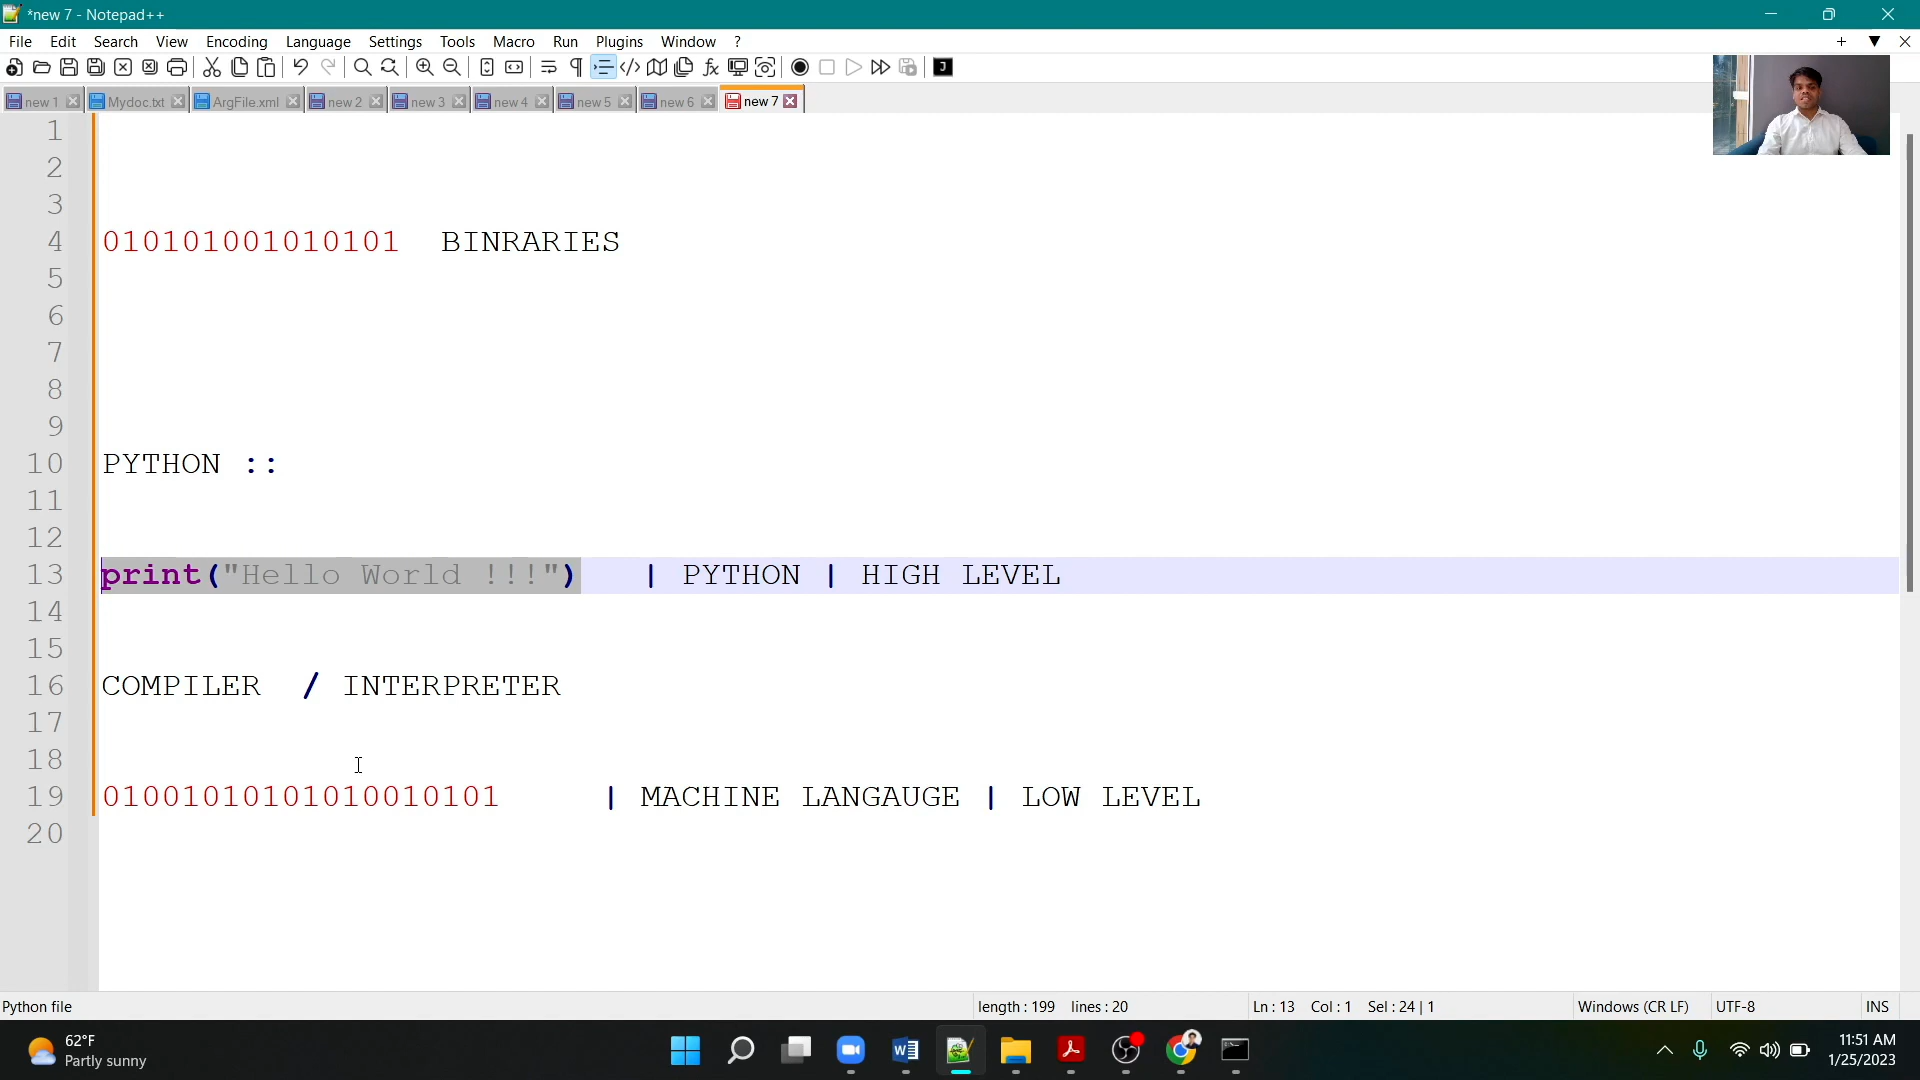 *new 7 - Notepad++
File Edit Search View Encoding Language Settings Tools Macro Run Plugins Window ?
new 1 Mydoc.txt ArgFile.xml new 2 new 3 new 4 new 5 new 6 new 7
1
2
3
4 010101001010101 BINRARIES
5
6
7
8
9
10 PYTHON ::
11
12
13 print("Hello World !!!") | PYTHON | HIGH LEVEL
14
15
16 COMPILER / INTERPRETER
17
18
19 01001010101010010101 | MACHINE LANGAUGE | LOW LEVEL
20
Python file length : 199 lines : 20 Ln : 13 Col : 1 Sel : 24 | 1 Windows (CR LF) UTF-8 INS
62°F
Partly sunny
11:51 AM
1/25/2023